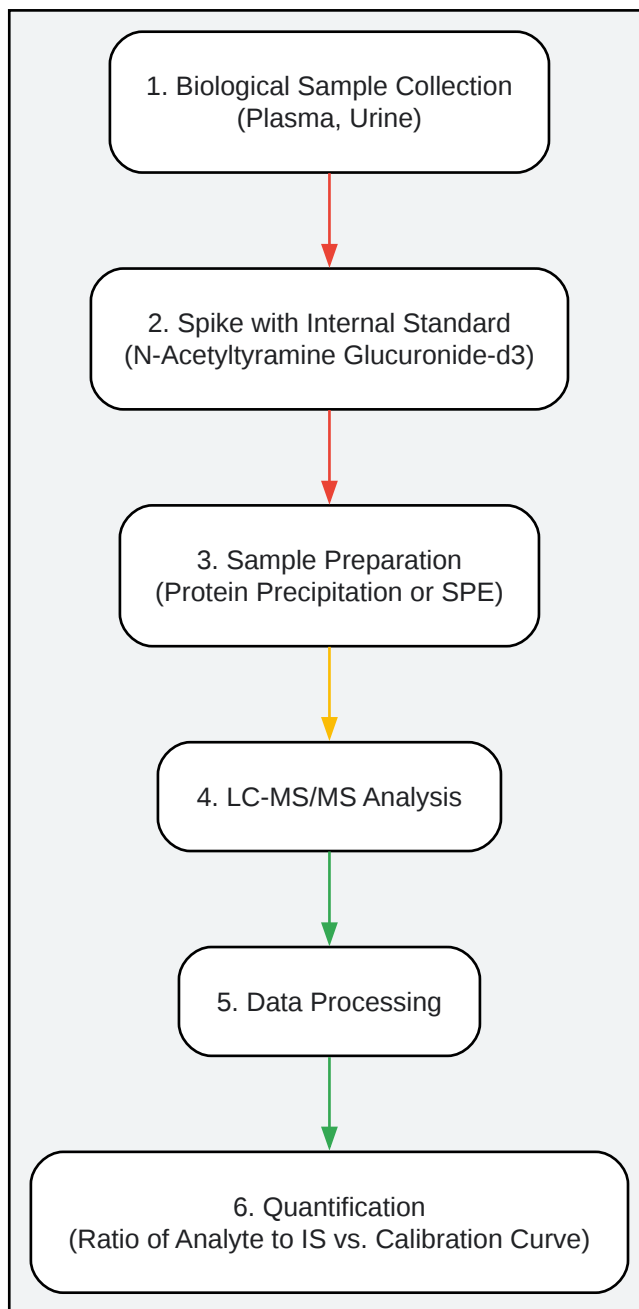 1. Biological Sample Collection
(Plasma, Urine)
2. Spike with Internal Standard
(N-Acetyltyramine Glucuronide-d3)
3. Sample Preparation
(Protein Precipitation or SPE)
4. LC-MS/MS Analysis
5. Data Processing
6. Quantification
(Ratio of Analyte to IS vs. Calibration Curve)